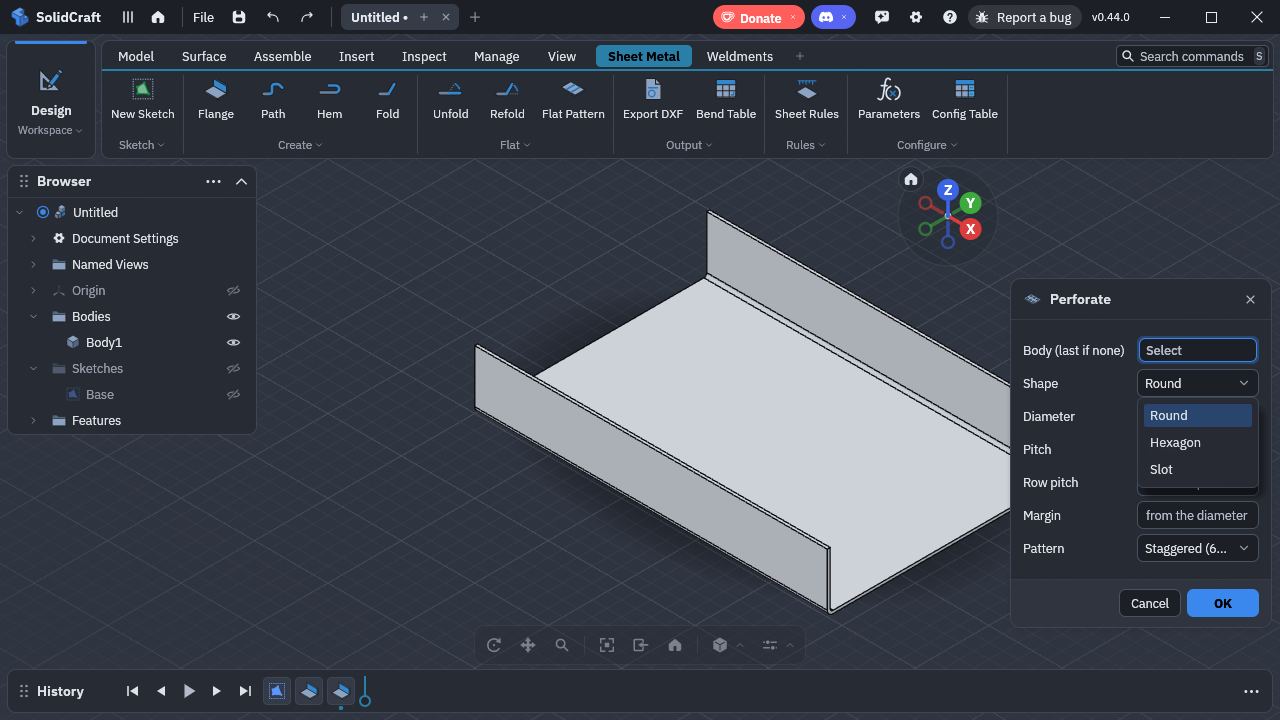 SolidCraft
File
Untitled •
Donate
Report a bug
v0.44.0
Design
Workspace
Model
Surface
Assemble
Insert
Inspect
Manage
View
Sheet Metal
Weldments
Search commands
S
New Sketch
Flange
Path
Hem
Fold
Unfold
Refold
Flat Pattern
Export DXF
Bend Table
Sheet Rules
Parameters
Config Table
Sketch
Create
Flat
Output
Rules
Configure
Browser
Untitled
Document Settings
Named Views
Origin
Bodies
Body1
Sketches
Base
Features
Z
Y
X
Perforate
Body (last if none)
Select
Shape
Round
Diameter
Round
Pitch
Hexagon
Row pitch
Slot
Margin
from the diameter
Pattern
Staggered (6...
Cancel
OK
History